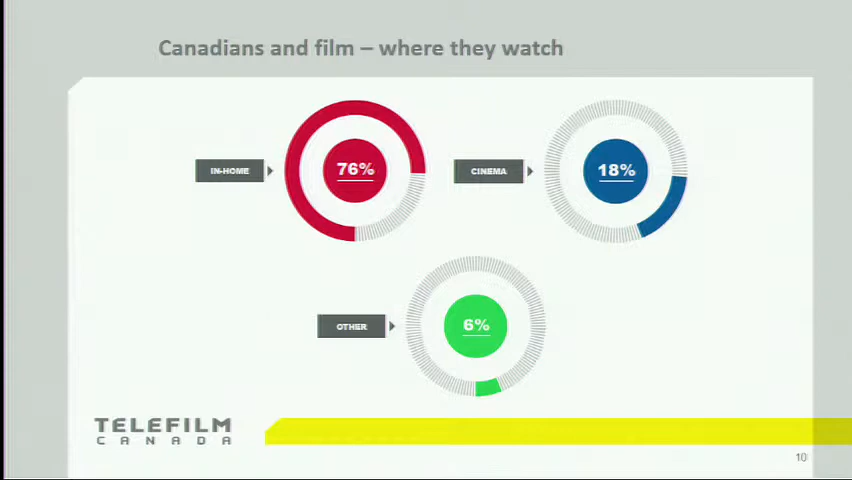 Canadians and film – where they watch
IN-HOME
76%
CINEMA
18%
OTHER
6%
TELEFILM
CANADA
10